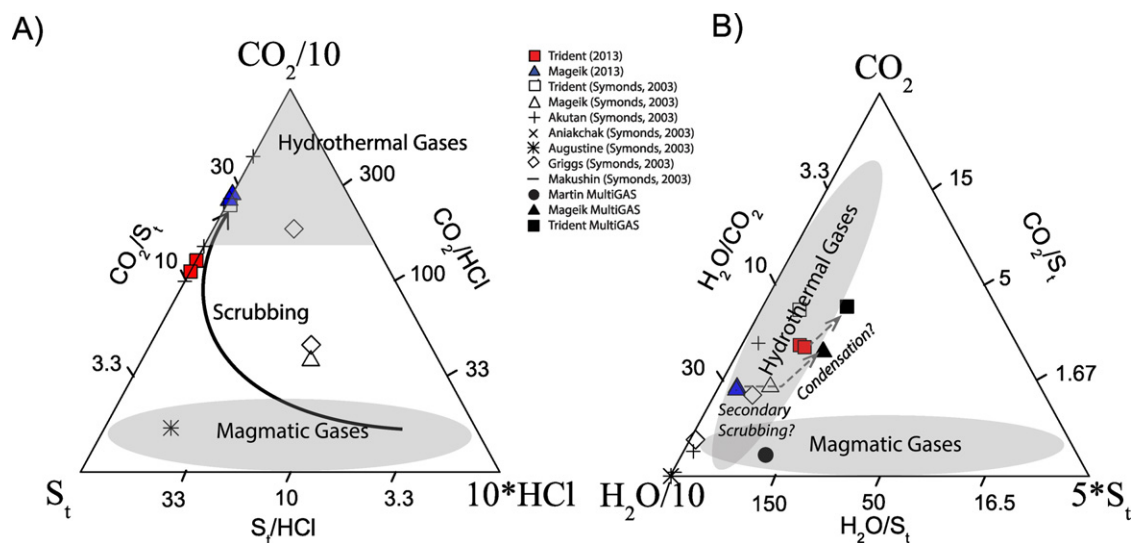 A)
CO₂/10
Hydrothermal Gases
30
300
CO₂/Sₜ
CO₂/HCl
10
100
Scrubbing
3.3
33
Magmatic Gases
Sₜ
33
10
3.3
10*HCl
Sₜ/HCl
Trident (2013)
Mageik (2013)
Trident (Symonds, 2003)
Mageik (Symonds, 2003)
Akutan (Symonds, 2003)
Aniakchak (Symonds, 2003)
Augustine (Symonds, 2003)
Griggs (Symonds, 2003)
Makushin (Symonds, 2003)
Martin MultiGAS
Mageik MultiGAS
Trident MultiGAS
B)
CO₂
3.3
15
H₂O/CO₂
CO₂/Sₜ
10
5
Hydrothermal Gases
Condensation?
30
1.67
Secondary
Scrubbing?
Magmatic Gases
H₂O/10
150
50
16.5
5*Sₜ
H₂O/Sₜ